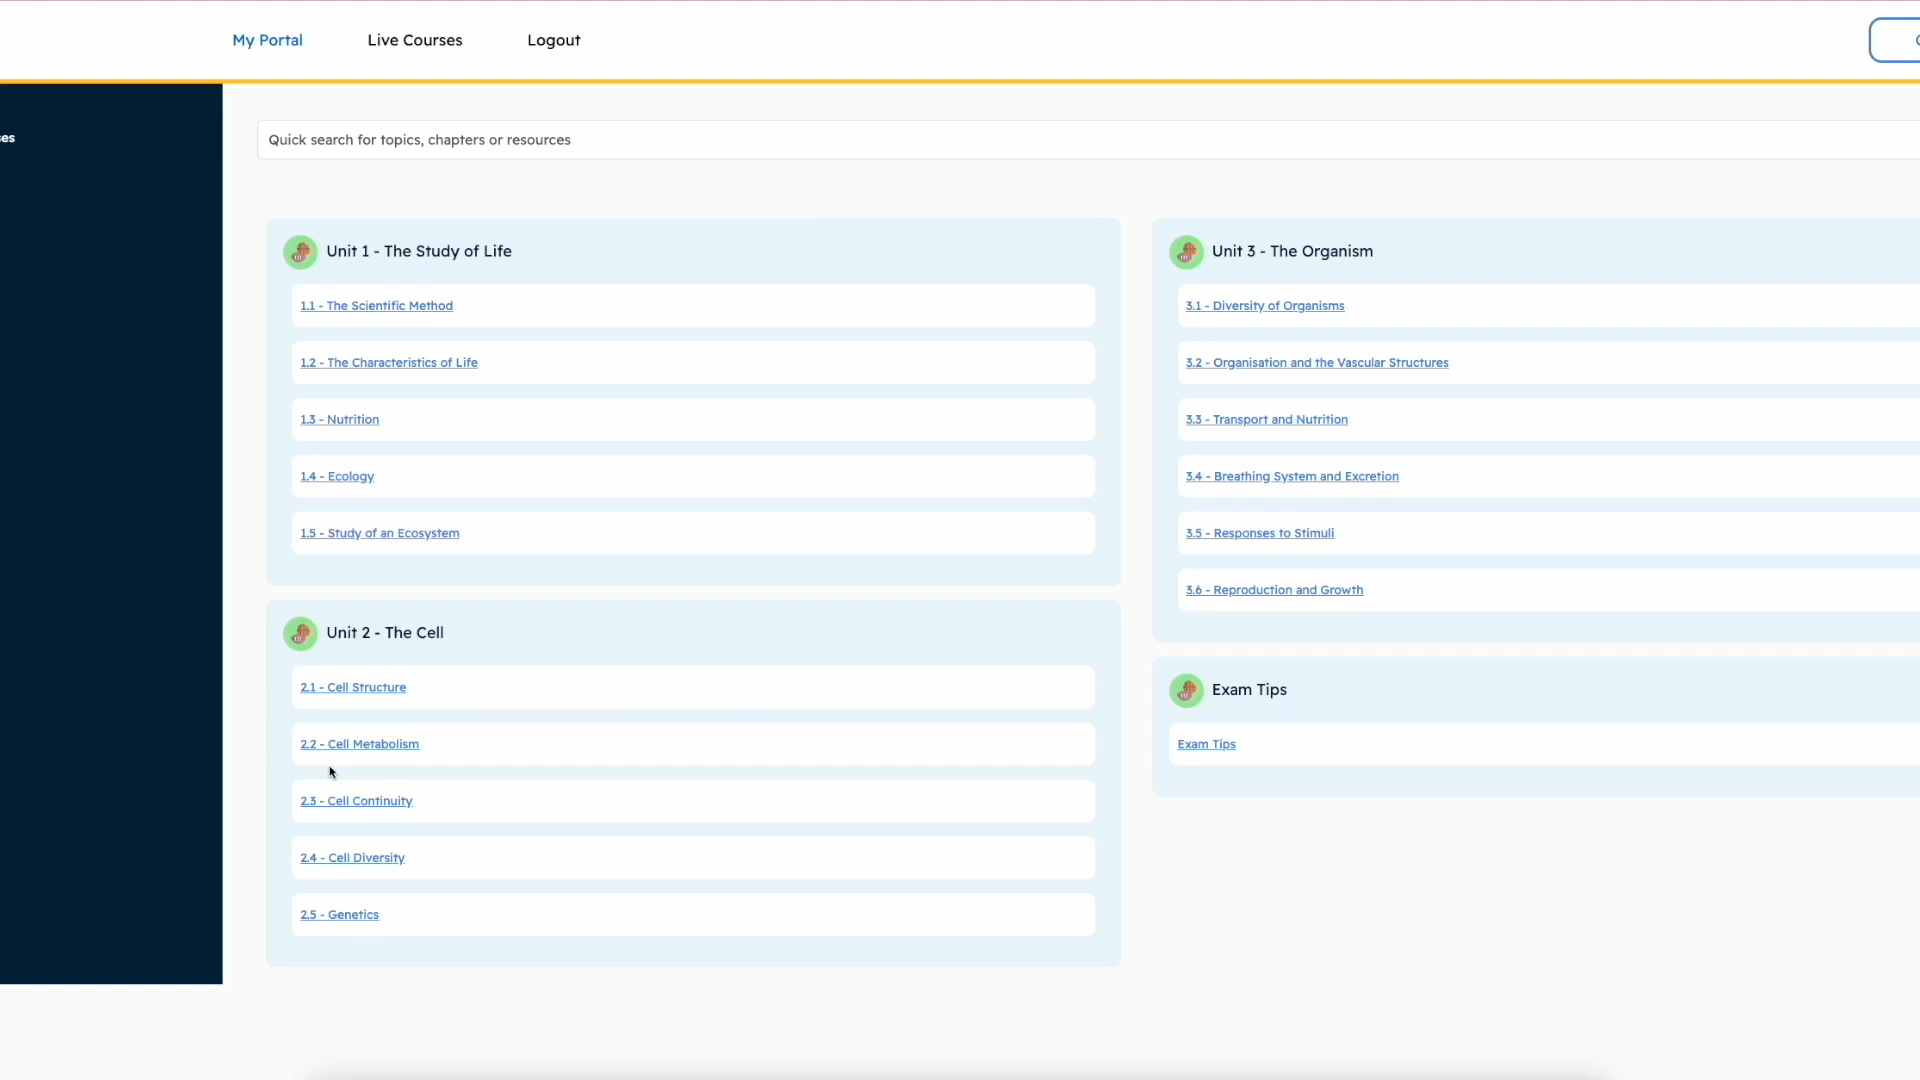 My Portal
Live Courses
Logout
es
Quick search for topics, chapters or resources
Unit 1 - The Study of Life
1.1 - The Scientific Method
1.2 - The Characteristics of Life
1.3 - Nutrition
1.4 - Ecology
1.5 - Study of an Ecosystem
Unit 2 - The Cell
2.1 - Cell Structure
2.2 - Cell Metabolism
2.3 - Cell Continuity
2.4 - Cell Diversity
2.5 - Genetics
Unit 3 - The Organism
3.1 - Diversity of Organisms
3.2 - Organisation and the Vascular Structures
3.3 - Transport and Nutrition
3.4 - Breathing System and Excretion
3.5 - Responses to Stimuli
3.6 - Reproduction and Growth
Exam Tips
Exam Tips